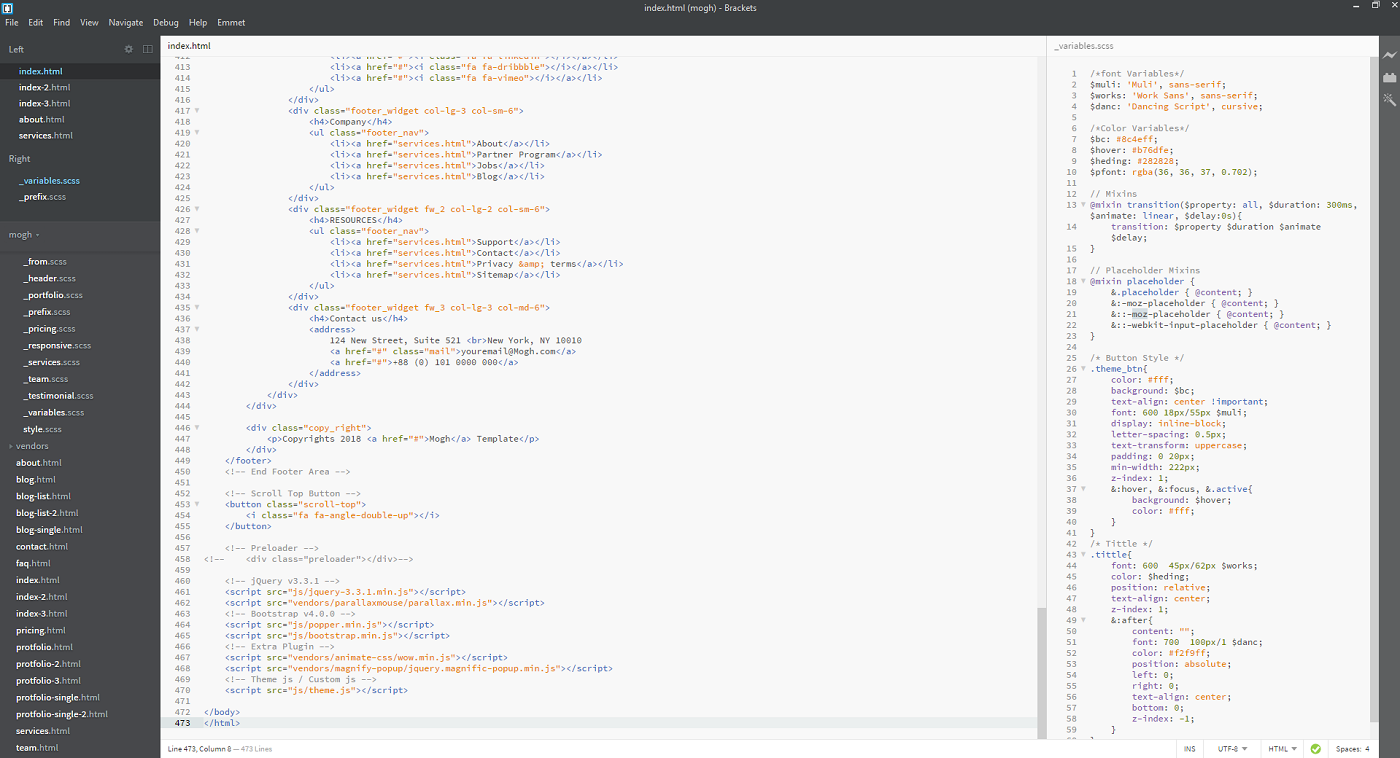 index.html (mogh) - Brackets
File Edit Find View Navigate Debug Help Emmet
Left
index.html
index-2.html
index-3.html
about.html
services.html
Right
_variables.scss
_prefix.scss
mogh
_from.scss
_header.scss
_portfolio.scss
_prefix.scss
_pricing.scss
_responsive.scss
_services.scss
_team.scss
_testimonial.scss
_variables.scss
style.scss
vendors
about.html
blog.html
blog-list.html
blog-list-2.html
blog-single.html
contact.html
faq.html
index.html
index-2.html
index-3.html
pricing.html
protfolio.html
protfolio-2.html
protfolio-3.html
protfolio-single.html
protfolio-single-2.html
services.html
team.html
index.html
413 <li><a href="#"><i class="fa fa-dribbble"></i></a></li>
414 <li><a href="#"><i class="fa fa-vimeo"></i></a></li>
415 </ul>
416 </div>
417 <div class="footer_widget col-lg-3 col-sm-6">
418 <h4>Company</h4>
419 <ul class="footer_nav">
420 <li><a href="services.html">About</a></li>
421 <li><a href="services.html">Partner Program</a></li>
422 <li><a href="services.html">Jobs</a></li>
423 <li><a href="services.html">Blog</a></li>
424 </ul>
425 </div>
426 <div class="footer_widget fw_2 col-lg-2 col-sm-6">
427 <h4>RESOURCES</h4>
428 <ul class="footer_nav">
429 <li><a href="services.html">Support</a></li>
430 <li><a href="services.html">Contact</a></li>
431 <li><a href="services.html">Privacy &amp; terms</a></li>
432 <li><a href="services.html">Sitemap</a></li>
433 </ul>
434 </div>
435 <div class="footer_widget fw_3 col-lg-3 col-md-6">
436 <h4>Contact us</h4>
437 <address>
438 124 New Street, Suite 521 <br>New York, NY 10010
439 <a href="#" class="mail">youremail@Mogh.com</a>
440 <a href="#">+88 (0) 101 0000 000</a>
441 </address>
442 </div>
443 </div>
444 </div>
445
446 <div class="copy_right">
447 <p>Copyrights 2018 <a href="#">Mogh</a> Template</p>
448 </div>
449 </footer>
450 <!-- End Footer Area -->
451
452 <!-- Scroll Top Button -->
453 <button class="scroll-top">
454 <i class="fa fa-angle-double-up"></i>
455 </button>
456
457 <!-- Preloader -->
458 <!-- <div class="preloader"></div>-->
459
460 <!-- jQuery v3.3.1 -->
461 <script src="js/jquery-3.3.1.min.js"></script>
462 <script src="vendors/parallaxmouse/parallax.min.js"></script>
463 <!-- Bootstrap v4.0.0 -->
464 <script src="js/popper.min.js"></script>
465 <script src="js/bootstrap.min.js"></script>
466 <!-- Extra Plugin -->
467 <script src="vendors/animate-css/wow.min.js"></script>
468 <script src="vendors/magnify-popup/jquery.magnific-popup.min.js"></script>
469 <!-- Theme js / Custom js -->
470 <script src="js/theme.js"></script>
471
472 </body>
473 </html>
_variables.scss
1 /*font Variables*/
2 $muli: 'Muli', sans-serif;
3 $works: 'Work Sans', sans-serif;
4 $danc: 'Dancing Script', cursive;
5
6 /*Color Variables*/
7 $bc: #8c4eff;
8 $hover: #b76dfe;
9 $heding: #282828;
10 $pfont: rgba(36, 36, 37, 0.702);
11
12 // Mixins
13 @mixin transition($property: all, $duration: 300ms,
$animate: linear, $delay:0s){
14 transition: $property $duration $animate
$delay;
15 }
16
17 // Placeholder Mixins
18 @mixin placeholder {
19 &.placeholder { @content; }
20 &:-moz-placeholder { @content; }
21 &::-moz-placeholder { @content; }
22 &::-webkit-input-placeholder { @content; }
23 }
24
25 /* Button Style */
26 .theme_btn{
27 color: #fff;
28 background: $bc;
29 text-align: center !important;
30 font: 600 18px/55px $muli;
31 display: inline-block;
32 letter-spacing: 0.5px;
33 text-transform: uppercase;
34 padding: 0 20px;
35 min-width: 222px;
36 z-index: 1;
37 &:hover, &:focus, &.active{
38 background: $hover;
39 color: #fff;
40 }
41 }
42 /* Tittle */
43 .tittle{
44 font: 600 45px/62px $works;
45 color: $heding;
46 position: relative;
47 text-align: center;
48 z-index: 1;
49 &:after{
50 content: "";
51 font: 700 100px/1 $danc;
52 color: #f2f9ff;
53 position: absolute;
54 left: 0;
55 right: 0;
56 text-align: center;
57 bottom: 0;
58 z-index: -1;
59 }
Line 473, Column 8 — 473 Lines
INS UTF-8 HTML Spaces: 4